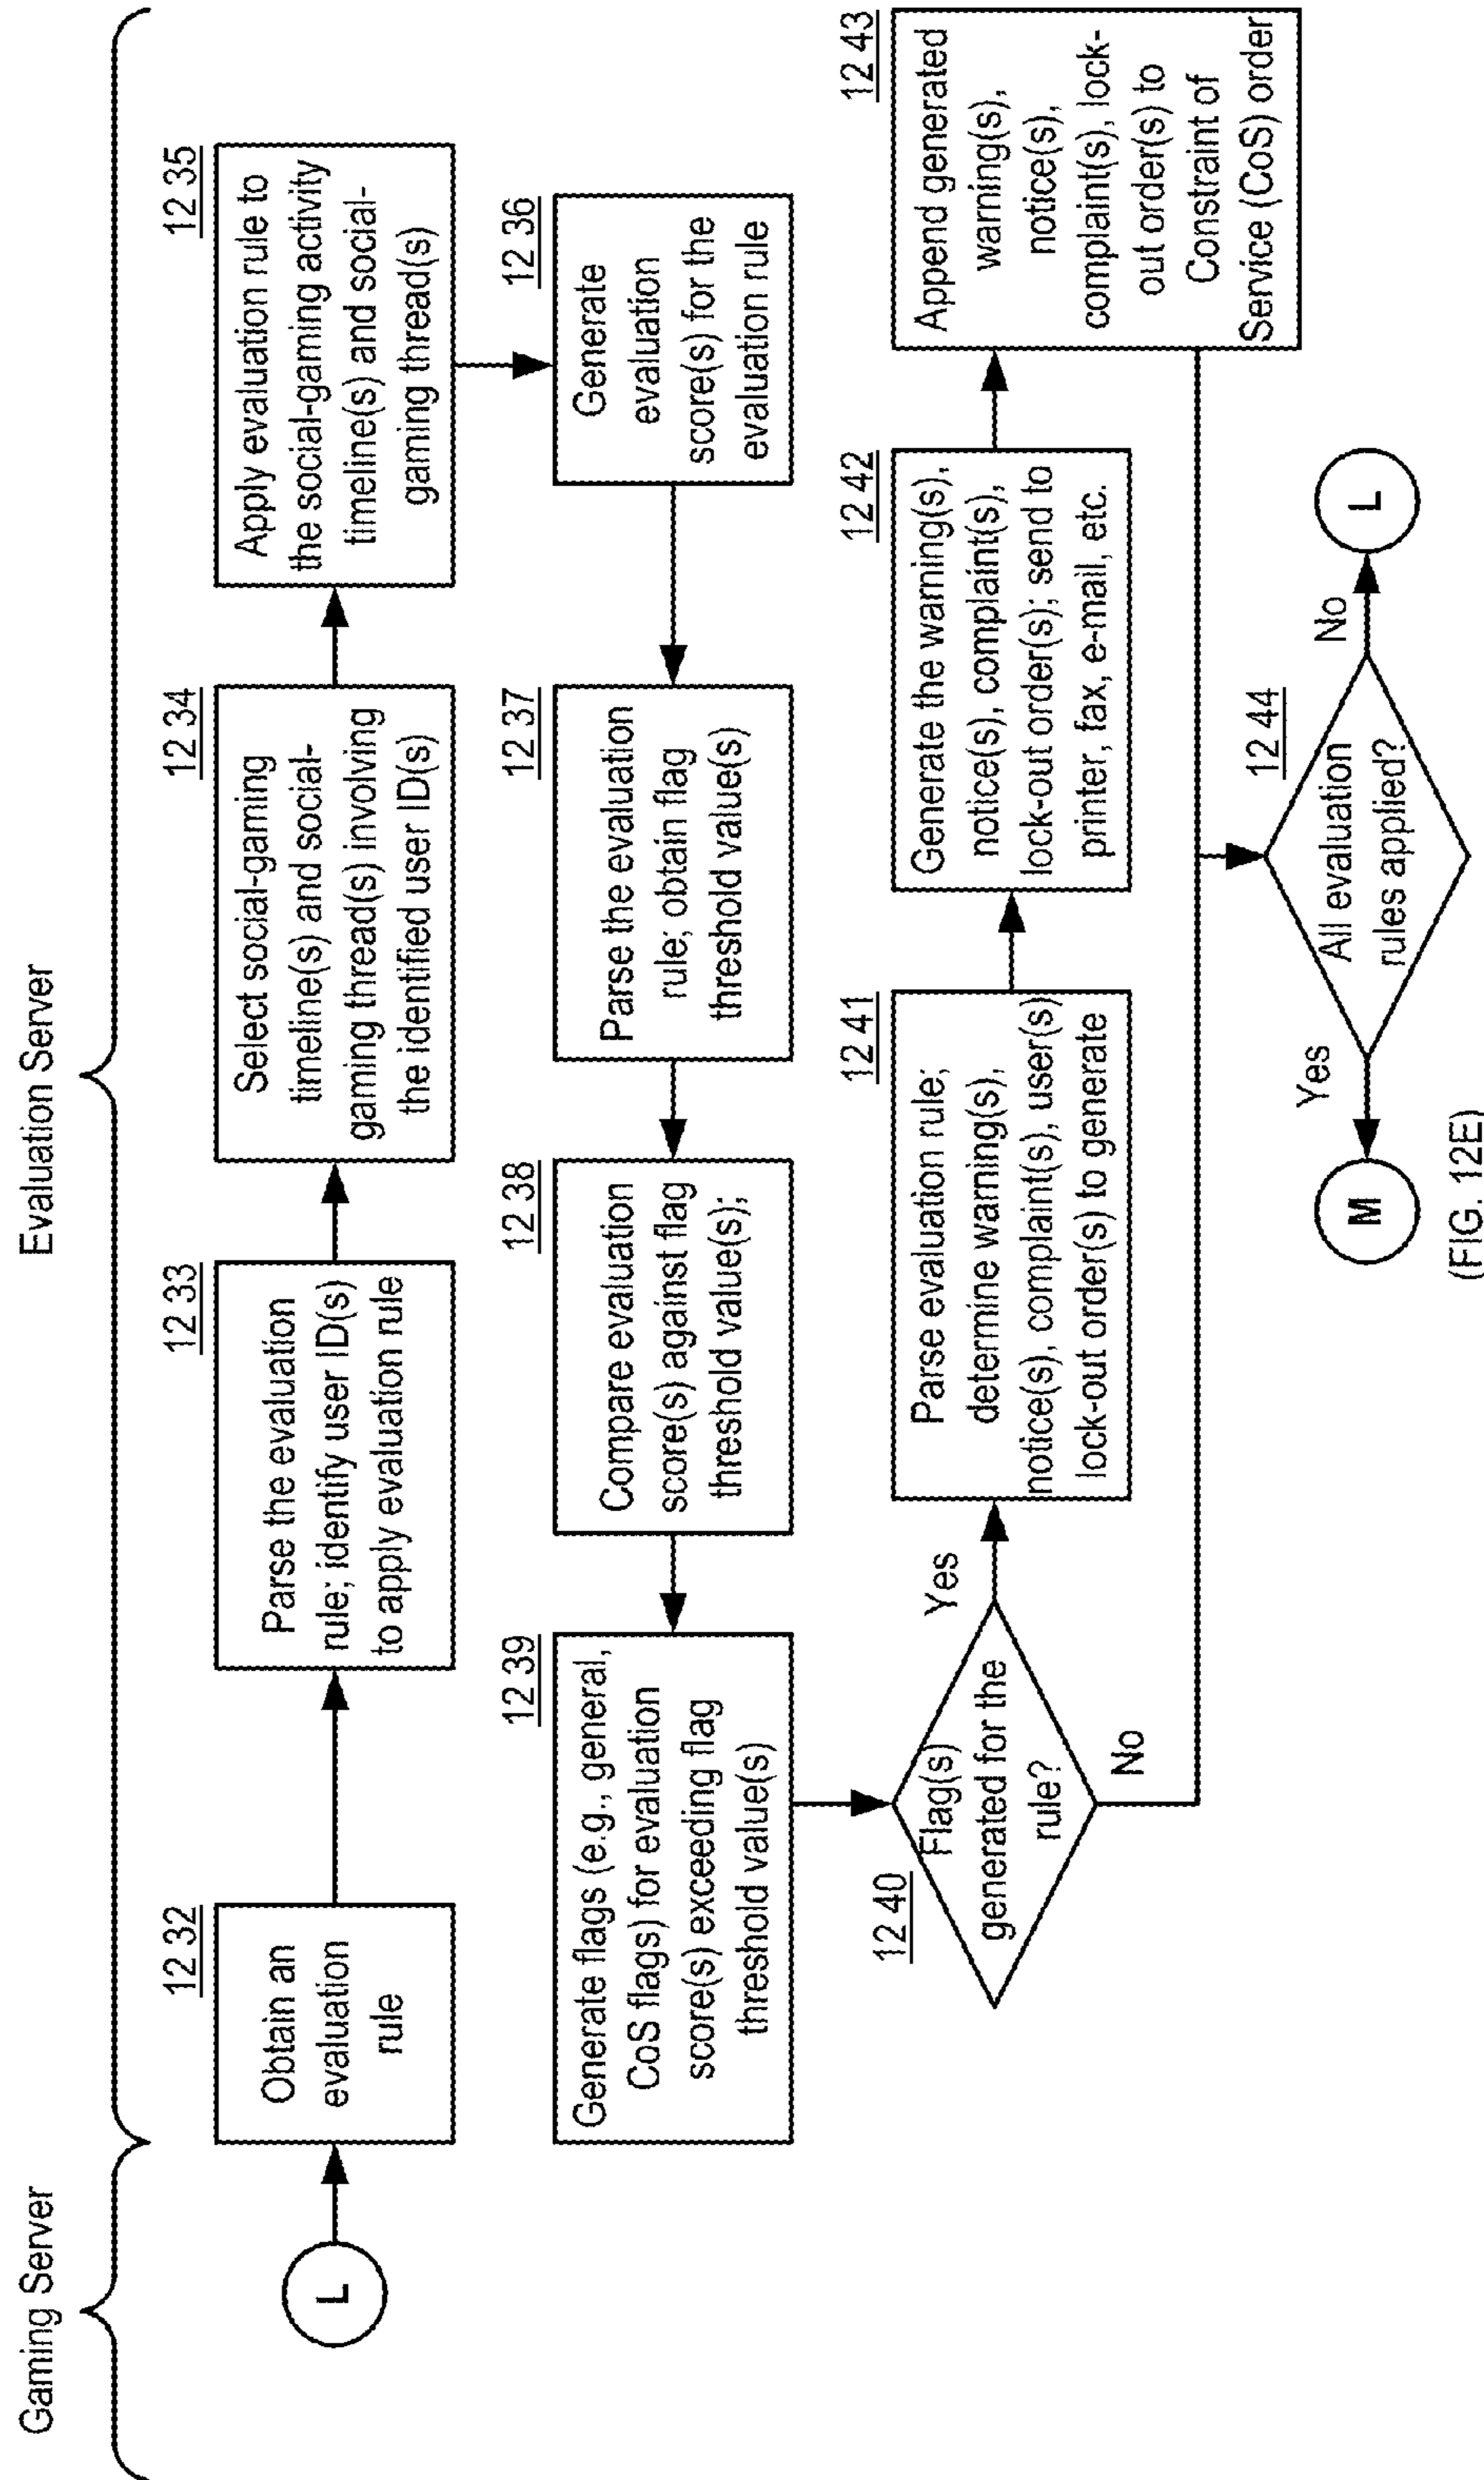 Gaming Server
Evaluation Server
L
12 32
Obtain an
evaluation
rule
12 33
Parse the evaluation
rule; identify user ID(s)
to apply evaluation rule
12 34
Select social-gaming
timeline(s) and social-
gaming thread(s) involving
the identified user ID(s)
12 35
Apply evaluation rule to
the social-gaming activity
timeline(s) and social-
gaming thread(s)
12 36
Generate
evaluation
score(s) for the
evaluation rule
12 37
Parse the evaluation
rule; obtain flag
threshold value(s)
12 38
Compare evaluation
score(s) against flag
threshold value(s);
12 39
Generate flags (e.g., general,
CoS flags) for evaluation
score(s) exceeding flag
threshold value(s)
12 40
Flag(s)
generated for the
rule?
Yes
No
12 41
Parse evaluation rule;
determine warning(s),
notice(s), complaint(s), user(s)
lock-out order(s) to generate
12 42
Generate the warning(s),
notice(s), complaint(s),
lock-out order(s); send to
printer, fax, e-mail, etc.
12 43
Append generated
warning(s),
notice(s),
complaint(s), lock-
out order(s) to
Constraint of
Service (CoS) order
12 44
All evaluation
rules applied?
Yes
No
M
L
(FIG. 12E)